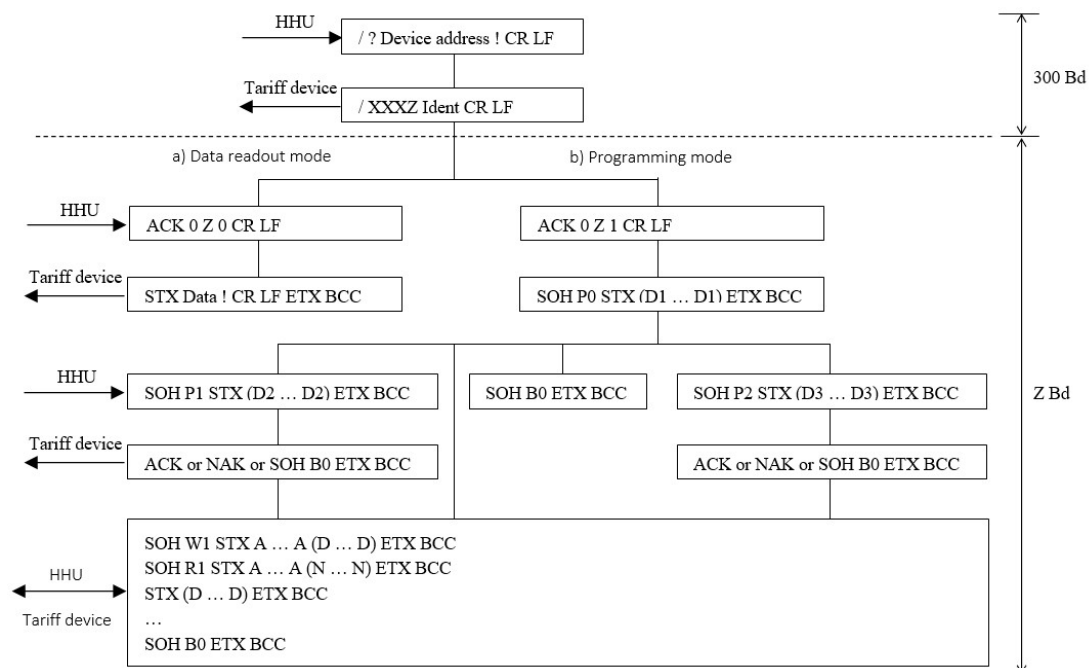 HHU
/ ? Device address ! CR LF
Tariff device
/ XXXZ Ident CR LF
300 Bd
a) Data readout mode
b) Programming mode
HHU
ACK 0 Z 0 CR LF
ACK 0 Z 1 CR LF
Tariff device
STX Data ! CR LF ETX BCC
SOH P0 STX (D1 … D1) ETX BCC
HHU
SOH P1 STX (D2 … D2) ETX BCC
SOH B0 ETX BCC
SOH P2 STX (D3 … D3) ETX BCC
Z Bd
Tariff device
ACK or NAK or SOH B0 ETX BCC
ACK or NAK or SOH B0 ETX BCC
SOH W1 STX A … A (D … D) ETX BCC
SOH R1 STX A … A (N … N) ETX BCC
HHU
STX (D … D) ETX BCC
Tariff device
…
SOH B0 ETX BCC